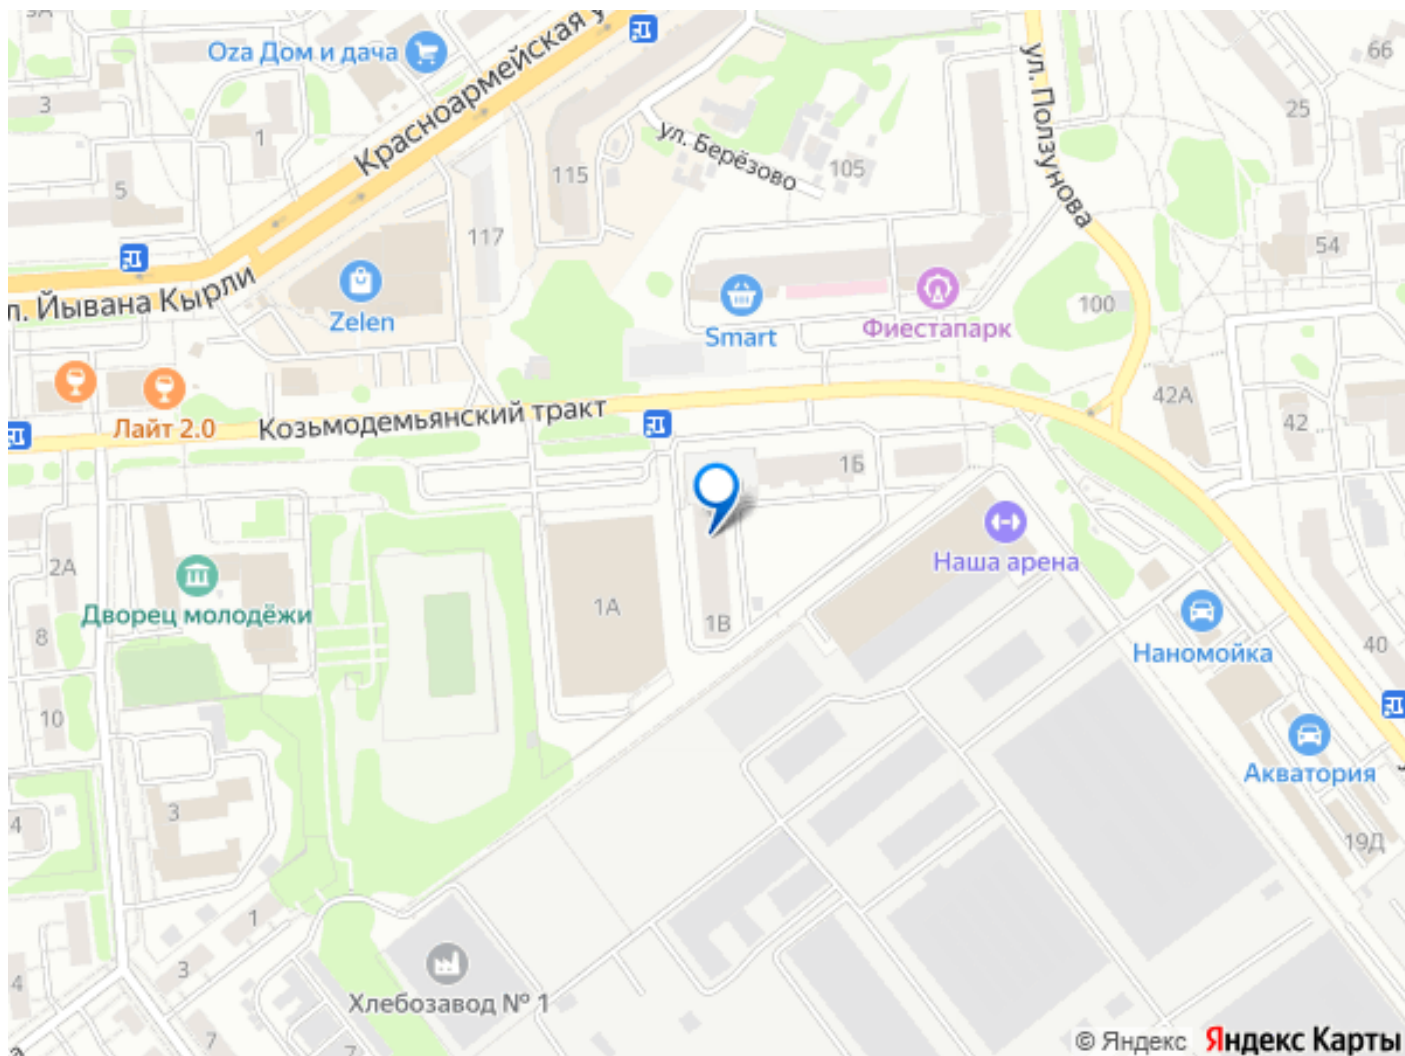 9А
Oza Дом и дача
Красноармейская у
ул. Ползунова
66
3
1
25
ул. Берёзово
105
115
5
117
54
л. Йывана Кырли
Zelen
Smart
Фиестапарк
100
42А
Лайт 2.0
Козьмодемьянский тракт
42
1Б
Наша арена
2А
Дворец молодёжи
1А
1В
8
Наномойка
40
10
Акватория
3
4
19Д
1
3
4
Хлебозавод № 1
7
7
© Яндекс Яндекс Карты